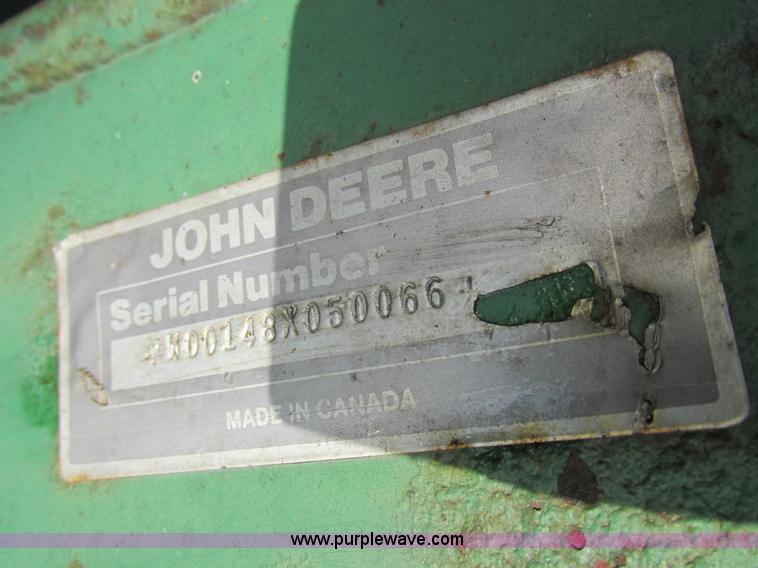 JOHN DEERE
Serial Number
*W00148X050066*
MADE IN CANADA
www.purplewave.com